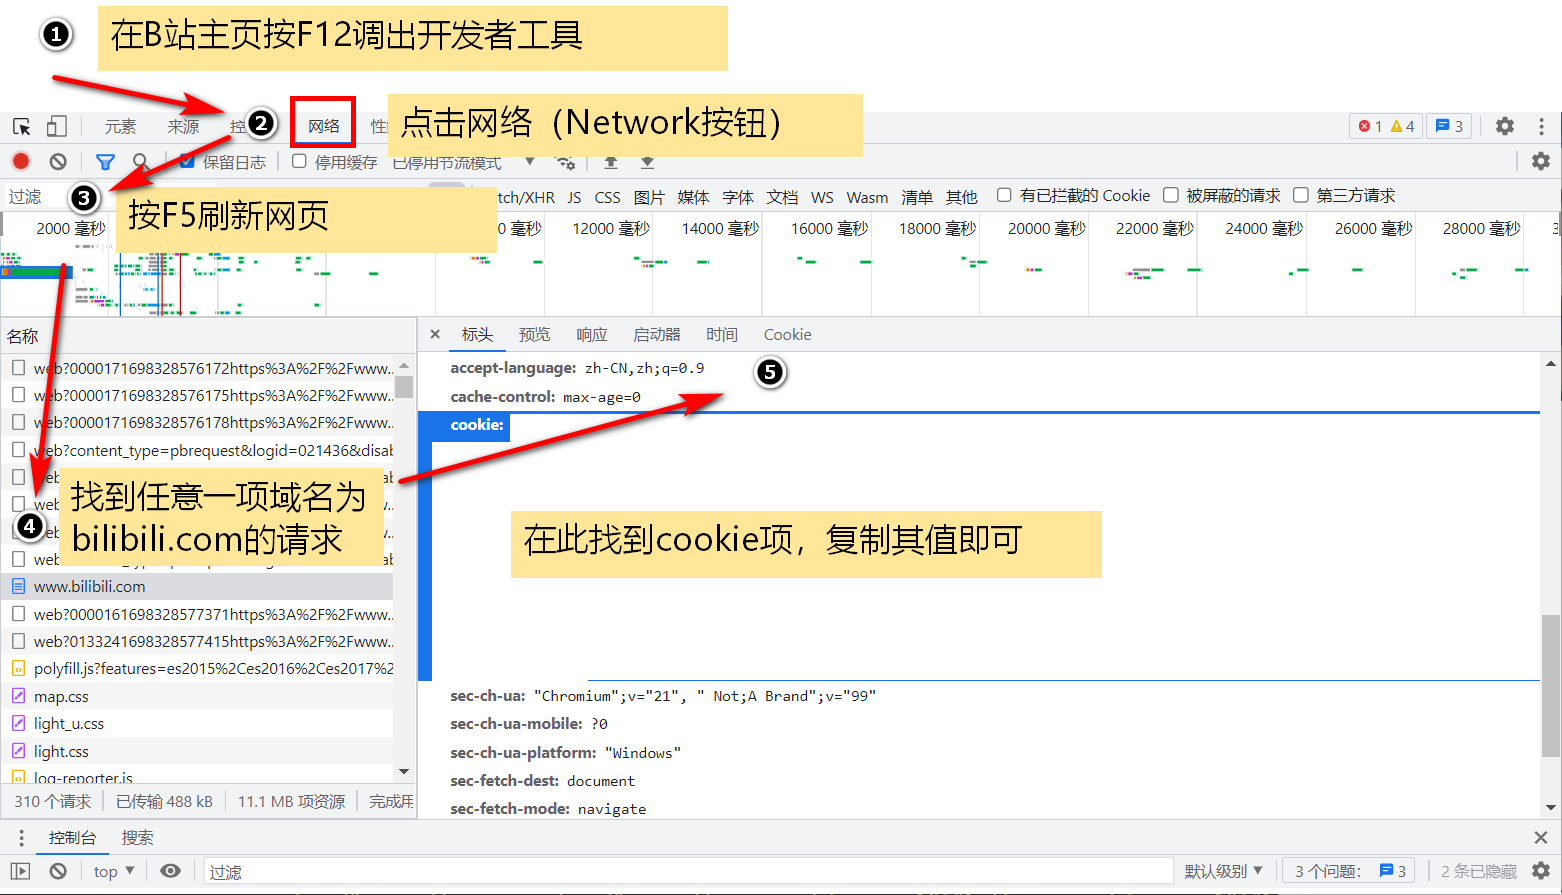 1
在B站主页按F12调出开发者工具
元素
来源
控
2
网络
性
点击网络（Network按钮）
1
4
3
保留日志
停用缓存
已停用节流模式
过滤
3
按F5刷新网页
tch/XHR
JS
CSS
图片
媒体
字体
文档
WS
Wasm
清单
其他
有已拦截的 Cookie
被屏蔽的请求
第三方请求
2000 毫秒
毫秒
12000 毫秒
14000 毫秒
16000 毫秒
18000 毫秒
20000 毫秒
22000 毫秒
24000 毫秒
26000 毫秒
28000 毫秒
3
名称
标头
预览
响应
启动器
时间
Cookie
web?0000171698328576172https%3A%2F%2Fwww..
web?0000171698328576175https%3A%2F%2Fwww..
web?0000171698328576178https%3A%2F%2Fwww..
web?content_type=pbrequest&logid=021436&disab
4
找到任意一项域名为
bilibili.com的请求
www.bilibili.com
web?0000161698328577371https%3A%2F%2Fwww..
web?0133241698328577415https%3A%2F%2Fwww..
polyfill.js?features=es2015%2Ces2016%2Ces2017%2
map.css
light_u.css
light.css
log-reporter.js
accept-language: zh-CN,zh;q=0.9
5
cache-control: max-age=0
cookie:
在此找到cookie项，复制其值即可
sec-ch-ua: "Chromium";v="21", " Not;A Brand";v="99"
sec-ch-ua-mobile: ?0
sec-ch-ua-platform: "Windows"
sec-fetch-dest: document
sec-fetch-mode: navigate
310 个请求
已传输 488 kB
11.1 MB 项资源
完成用
控制台
搜索
top
过滤
默认级别
3 个问题:
3
2 条已隐藏